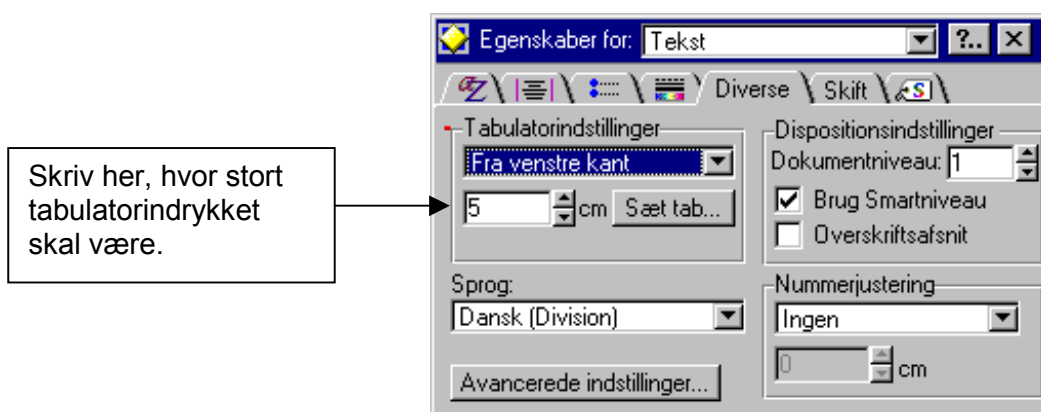 Egenskaber for: Tekst ?..
Diverse Skift S
Skriv her, hvor stort
tabulatorindrykket
skal være.
Tabulatorindstillinger
Fra venstre kant
5 cm Sæt tab...
Sprog:
Dansk (Division)
Avancerede indstillinger...
Dispositionsindstillinger
Dokumentniveau: 1
Brug Smartniveau
Overskriftsafsnit
Nummerjustering
Ingen
0 cm